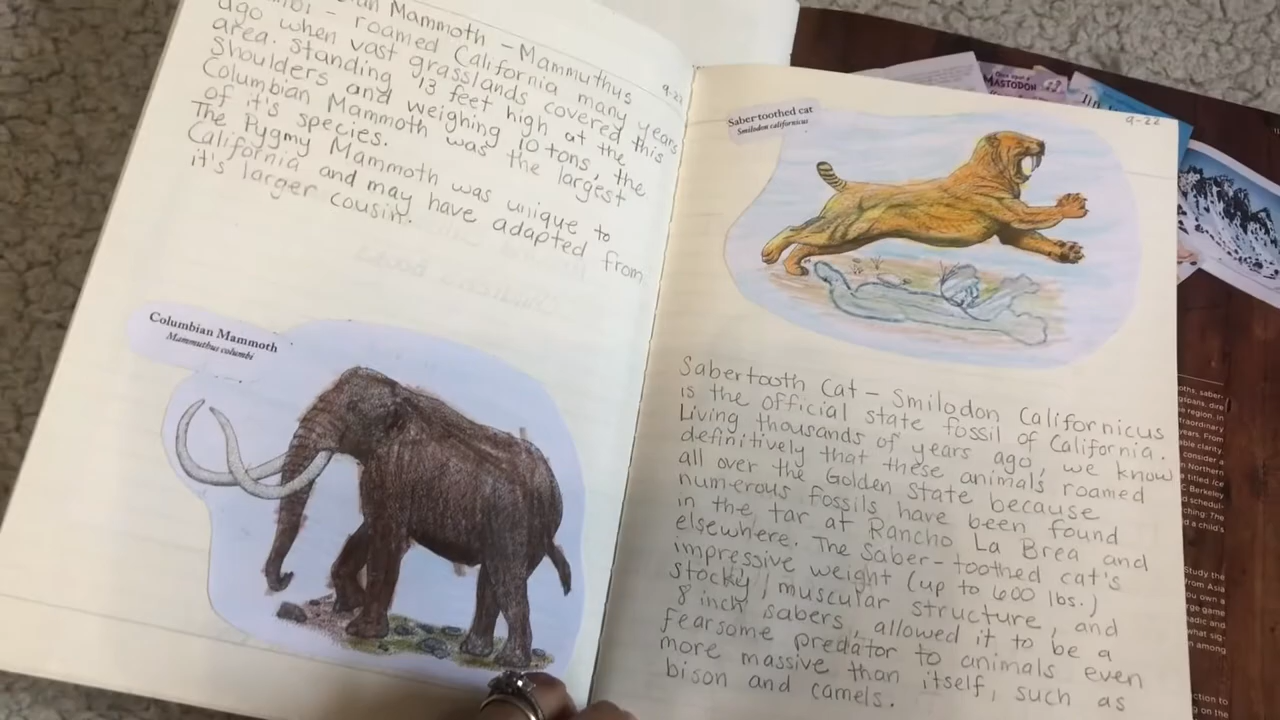 ian Mammoth - Mammuthus
- roamed California many years
ago when vast grasslands covered this
area. Standing 13 feet high at the
shoulders and weighing 10 tons, the
Columbian Mammoth was the largest
of it's species.
The Pygmy Mammoth was unique to
California and may have adapted from
it's larger cousin.
Columbian Mammoth
Mammuthus columbi
9-22
Saber-toothed cat
Smilodon californicus
Sabertooth Cat - Smilodon Californicus
is the official state fossil of California.
Living thousands of years ago, we know
definitively that these animals roamed
all over the Golden State because
numerous fossils have been found
in the tar at Rancho La Brea and
elsewhere. The saber-toothed cat's
impressive weight (up to 600 lbs.)
stocky, muscular structure, and
8 inch sabers, allowed it to be a
fearsome predator to animals even
more massive than itself, such as
bison and camels.
MASTODON